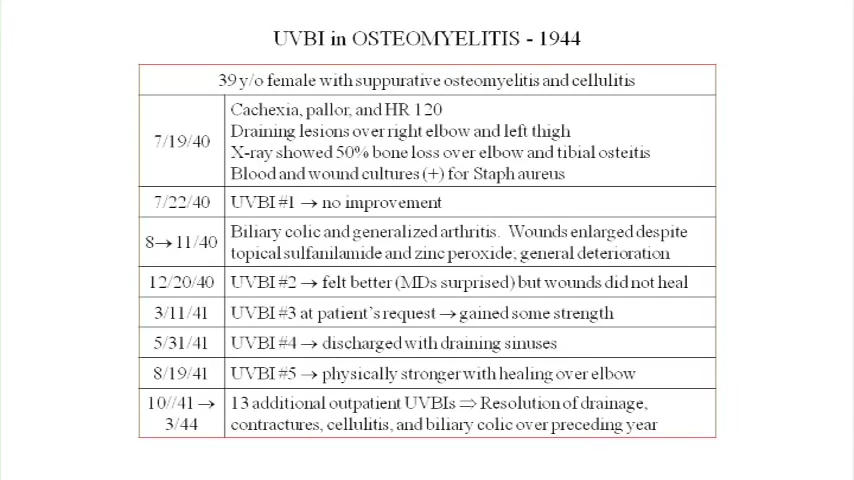 UVBI in OSTEOMYELITIS - 1944
39 y/o female with suppurative osteomyelitis and cellulitis
7/19/40
Cachexia, pallor, and HR 120
Draining lesions over right elbow and left thigh
X-ray showed 50% bone loss over elbow and tibial osteitis
Blood and wound cultures (+) for Staph aureus
7/22/40
UVBI #1 → no improvement
8→11/40
Biliary colic and generalized arthritis. Wounds enlarged despite
topical sulfanilamide and zinc peroxide; general deterioration
12/20/40
UVBI #2 → felt better (MDs surprised) but wounds did not heal
3/11/41
UVBI #3 at patient's request → gained some strength
5/31/41
UVBI #4 → discharged with draining sinuses
8/19/41
UVBI #5 → physically stronger with healing over elbow
10//41 →
3/44
13 additional outpatient UVBIs ⇒ Resolution of drainage,
contractures, cellulitis, and biliary colic over preceding year